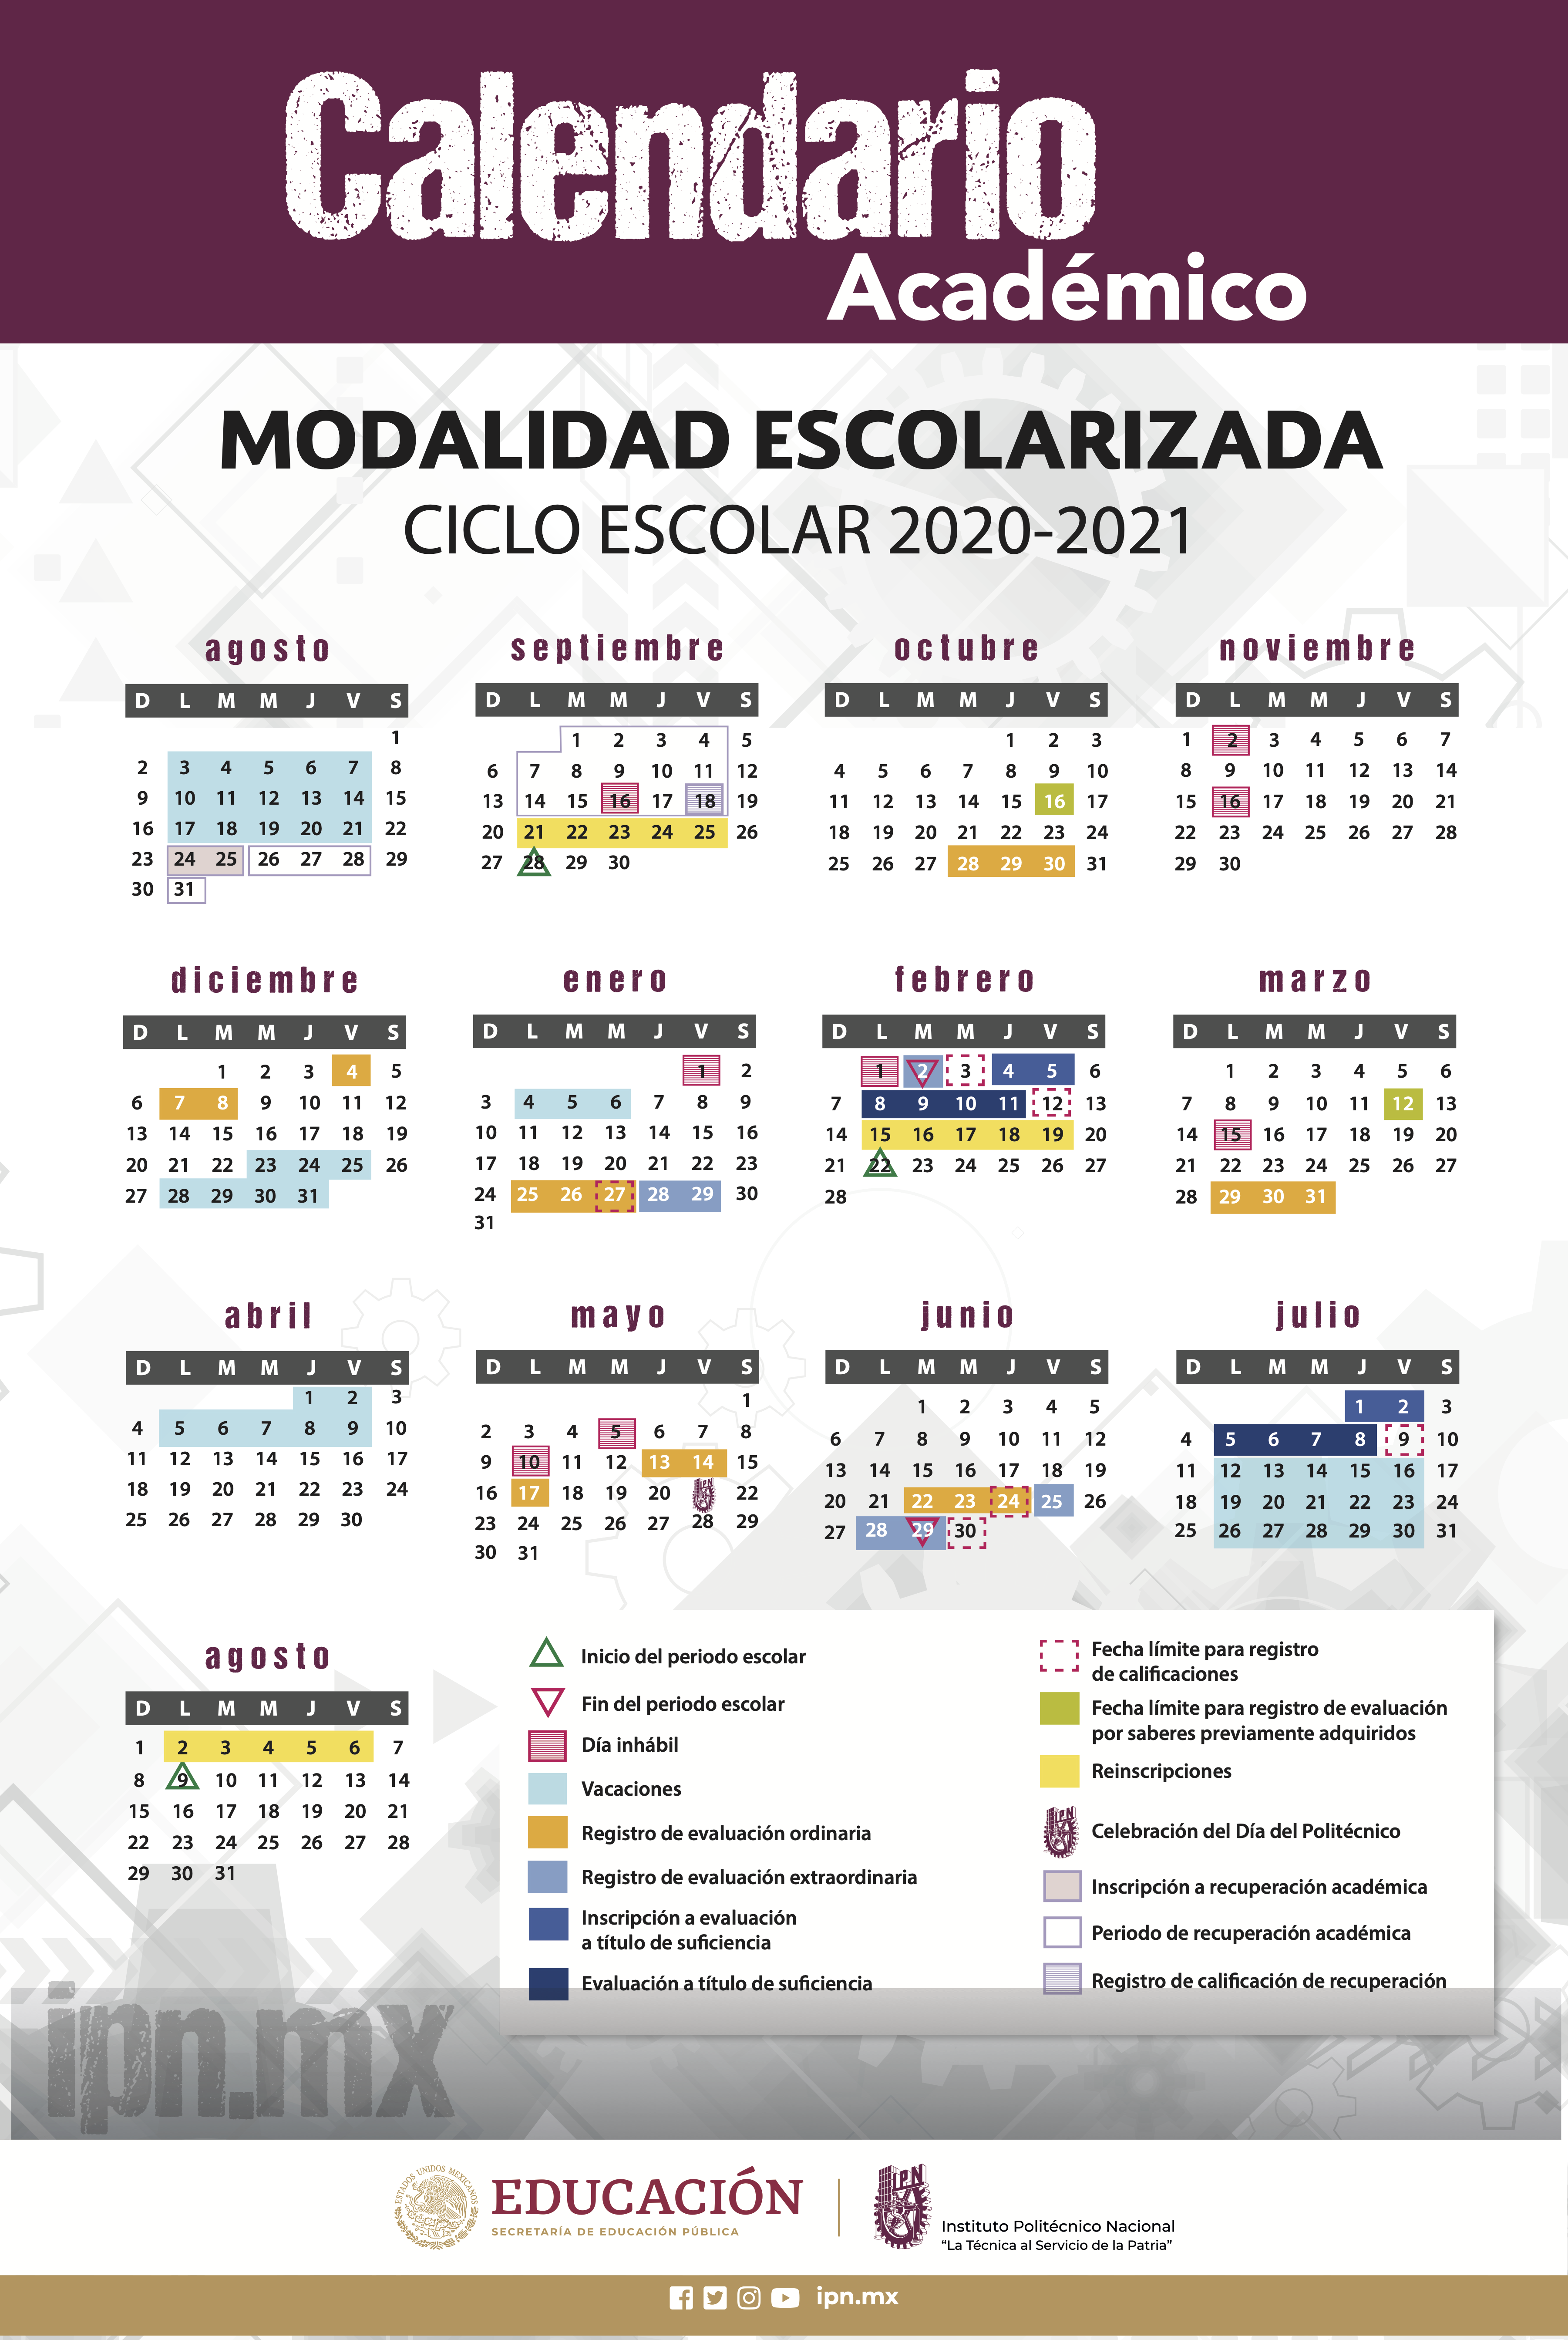 Calendario
Académico
MODALIDAD ESCOLARIZADA
CICLO ESCOLAR 2020-2021
agosto
D L M M J V S
1
2 3 4 5 6 7 8
9 10 11 12 13 14 15
16 17 18 19 20 21 22
23 24 25 26 27 28 29
30 31
septiembre
D L M M J V S
1 2 3 4 5
6 7 8 9 10 11 12
13 14 15 16 17 18 19
20 21 22 23 24 25 26
27 28 29 30
octubre
D L M M J V S
1 2 3
4 5 6 7 8 9 10
11 12 13 14 15 16 17
18 19 20 21 22 23 24
25 26 27 28 29 30 31
noviembre
D L M M J V S
1 2 3 4 5 6 7
8 9 10 11 12 13 14
15 16 17 18 19 20 21
22 23 24 25 26 27 28
29 30
diciembre
D L M M J V S
1 2 3 4 5
6 7 8 9 10 11 12
13 14 15 16 17 18 19
20 21 22 23 24 25 26
27 28 29 30 31
enero
D L M M J V S
1 2
3 4 5 6 7 8 9
10 11 12 13 14 15 16
17 18 19 20 21 22 23
24 25 26 27 28 29 30
31
febrero
D L M M J V S
1 2 3 4 5 6
7 8 9 10 11 12 13
14 15 16 17 18 19 20
21 22 23 24 25 26 27
28
marzo
D L M M J V S
1 2 3 4 5 6
7 8 9 10 11 12 13
14 15 16 17 18 19 20
21 22 23 24 25 26 27
28 29 30 31
abril
D L M M J V S
1 2 3
4 5 6 7 8 9 10
11 12 13 14 15 16 17
18 19 20 21 22 23 24
25 26 27 28 29 30
mayo
D L M M J V S
1
2 3 4 5 6 7 8
9 10 11 12 13 14 15
16 17 18 19 20 IPN 22
23 24 25 26 27 28 29
30 31
junio
D L M M J V S
1 2 3 4 5
6 7 8 9 10 11 12
13 14 15 16 17 18 19
20 21 22 23 24 25 26
27 28 29 30
julio
D L M M J V S
1 2 3
4 5 6 7 8 9 10
11 12 13 14 15 16 17
18 19 20 21 22 23 24
25 26 27 28 29 30 31
agosto
D L M M J V S
1 2 3 4 5 6 7
8 9 10 11 12 13 14
15 16 17 18 19 20 21
22 23 24 25 26 27 28
29 30 31
Inicio del periodo escolar
Fin del periodo escolar
Día inhábil
Vacaciones
Registro de evaluación ordinaria
Registro de evaluación extraordinaria
Inscripción a evaluación
a título de suficiencia
Evaluación a título de suficiencia
Fecha límite para registro
de calificaciones
Fecha límite para registro de evaluación
por saberes previamente adquiridos
Reinscripciones
IPN
Celebración del Día del Politécnico
Inscripción a recuperación académica
Periodo de recuperación académica
Registro de calificación de recuperación
ipn.mx
ESTADOS UNIDOS MEXICANOS
EDUCACIÓN
SECRETARÍA DE EDUCACIÓN PÚBLICA
IPN
Instituto Politécnico Nacional
“La Técnica al Servicio de la Patria”
ipn.mx